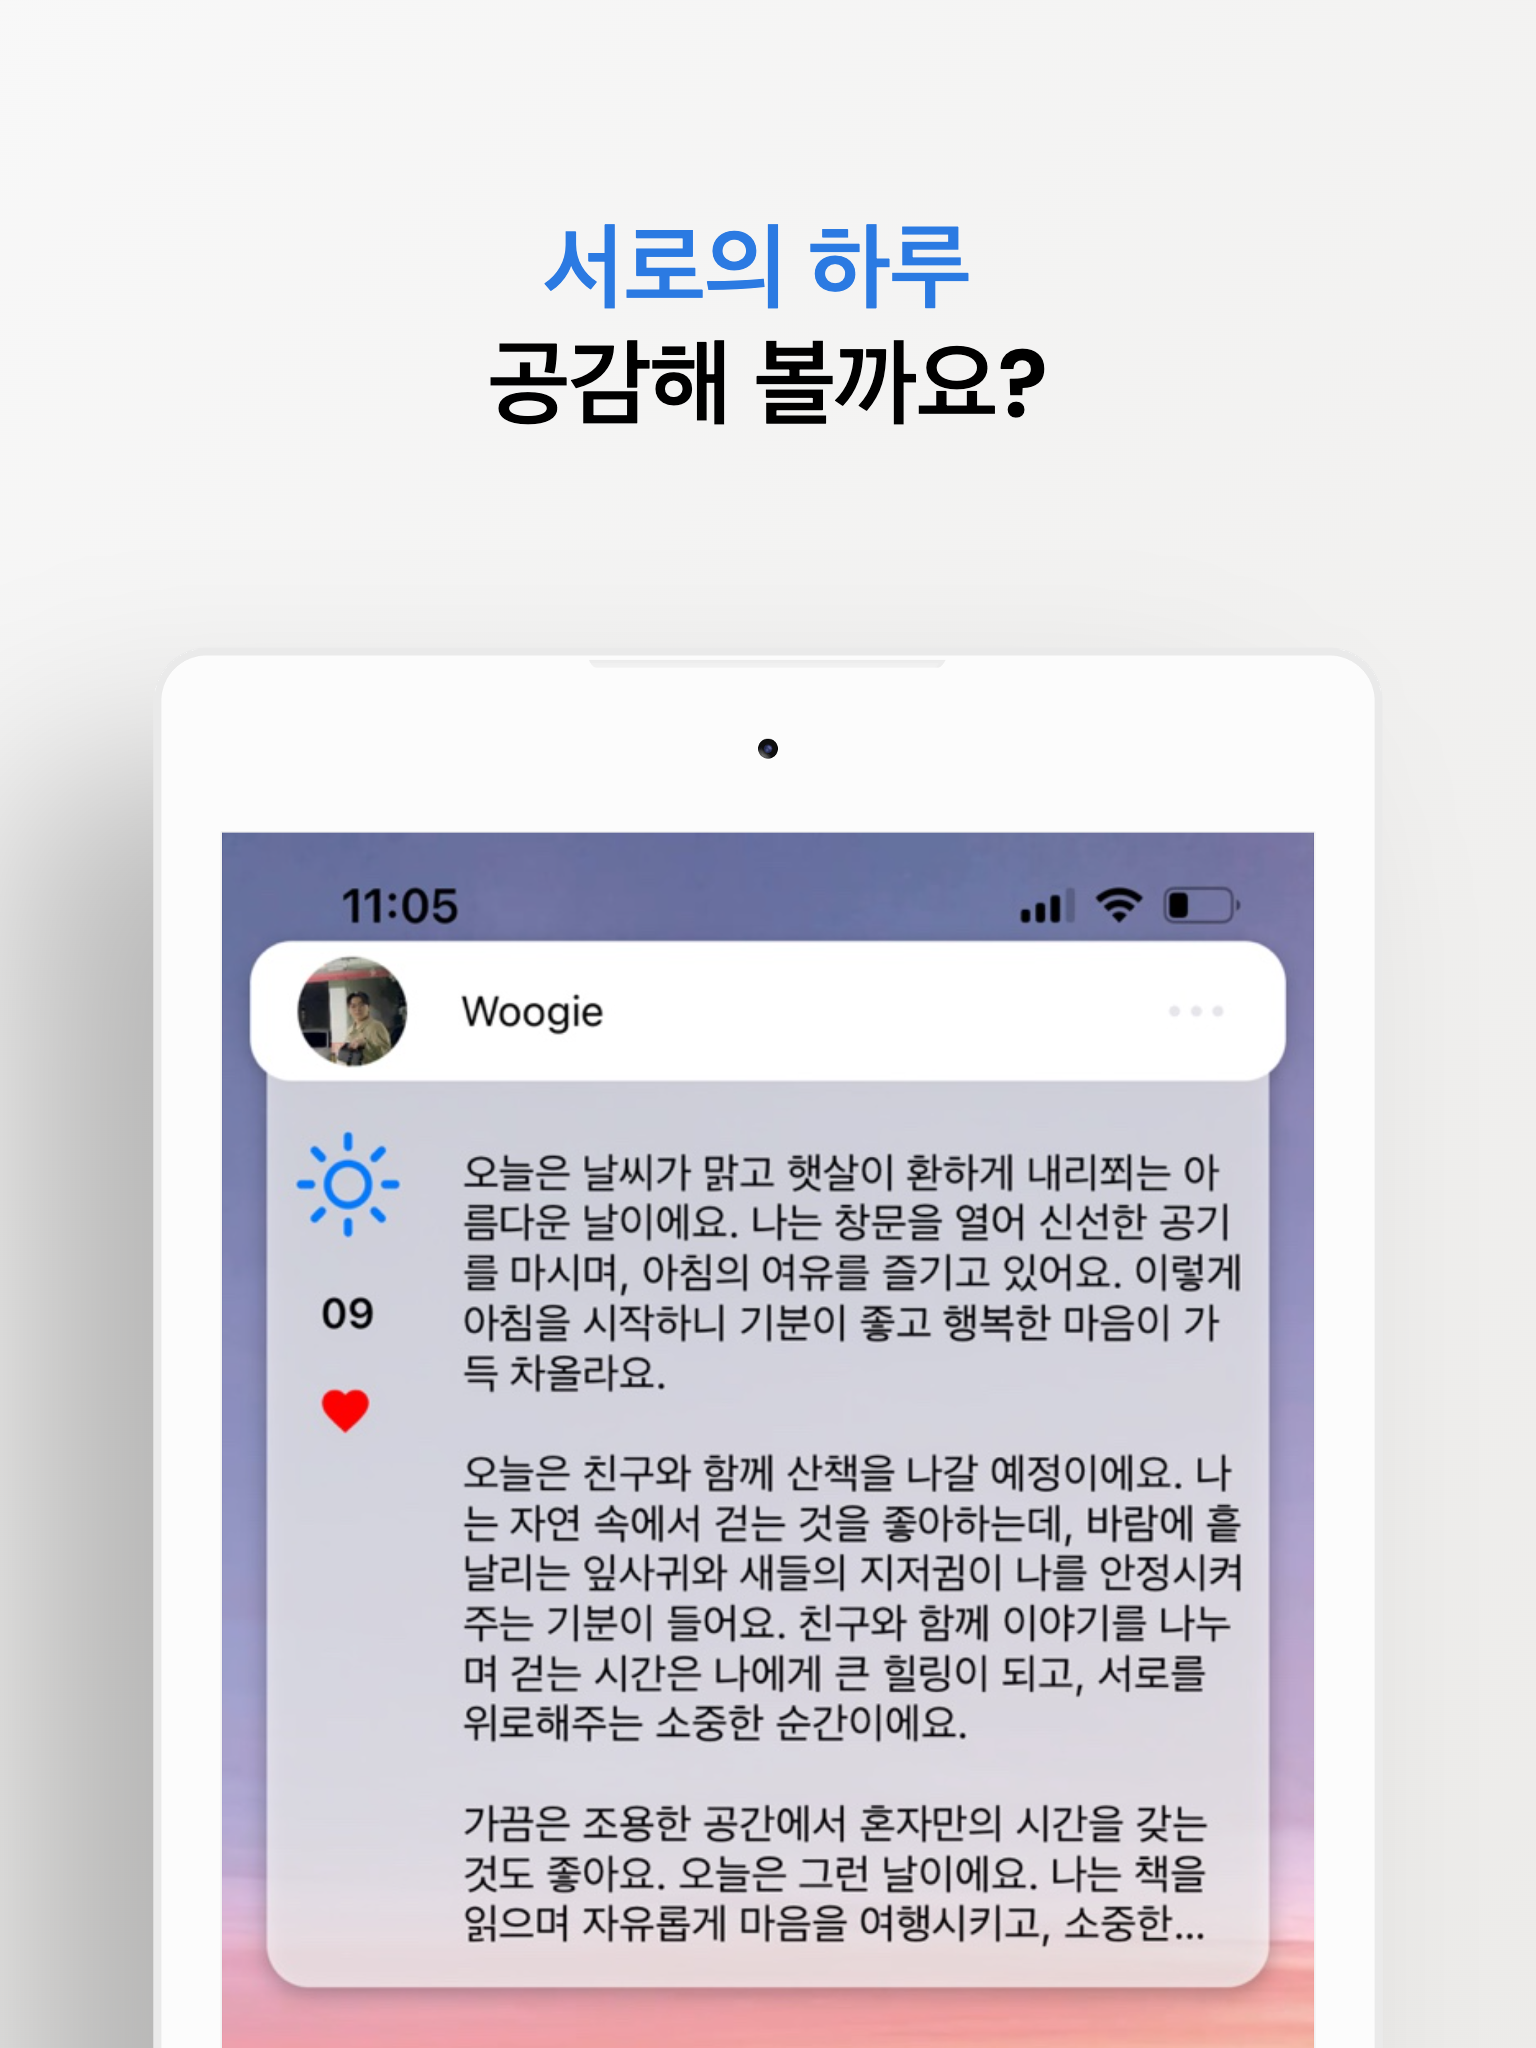 서로의 하루
공감해 볼까요?
11:05
Woogie
오늘은 날씨가 맑고 햇살이 환하게 내리쬐는 아
름다운 날이에요. 나는 창문을 열어 신선한 공기
를 마시며, 아침의 여유를 즐기고 있어요. 이렇게
아침을 시작하니 기분이 좋고 행복한 마음이 가
득 차올라요.
09
오늘은 친구와 함께 산책을 나갈 예정이에요. 나
는 자연 속에서 걷는 것을 좋아하는데, 바람에 흩
날리는 잎사귀와 새들의 지저귐이 나를 안정시켜
주는 기분이 들어요. 친구와 함께 이야기를 나누
며 걷는 시간은 나에게 큰 힐링이 되고, 서로를
위로해주는 소중한 순간이에요.
가끔은 조용한 공간에서 혼자만의 시간을 갖는
것도 좋아요. 오늘은 그런 날이에요. 나는 책을
읽으며 자유롭게 마음을 여행시키고, 소중한...